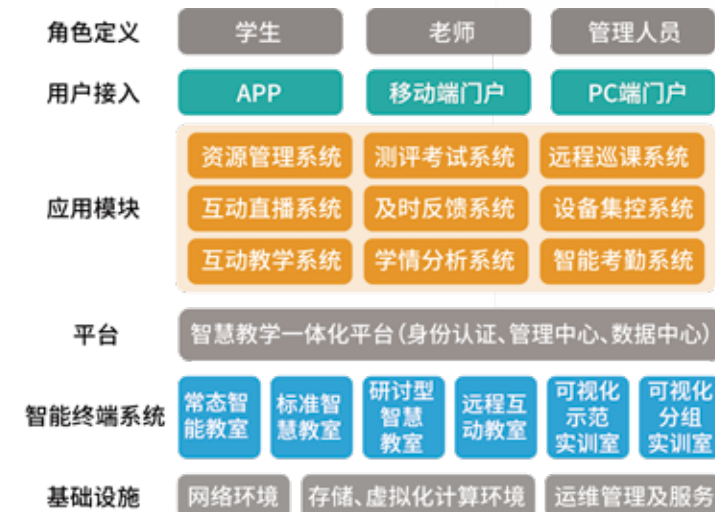 角色定义 学生 老师 管理人员
用户接入 APP 移动端门户 PC端门户
应用模块
资源管理系统 测评考试系统 远程巡课系统
互动直播系统 及时反馈系统 设备集控系统
互动教学系统 学情分析系统 智能考勤系统
平台 智慧教学一体化平台(身份认证、管理中心、数据中心)
智能终端系统
常态智
能教室
标准智
慧教室
研讨型
智慧
教室
远程互
动教室
可视化
示范
实训室
可视化
分组
实训室
基础设施 网络环境 存储、虚拟化计算环境 运维管理及服务